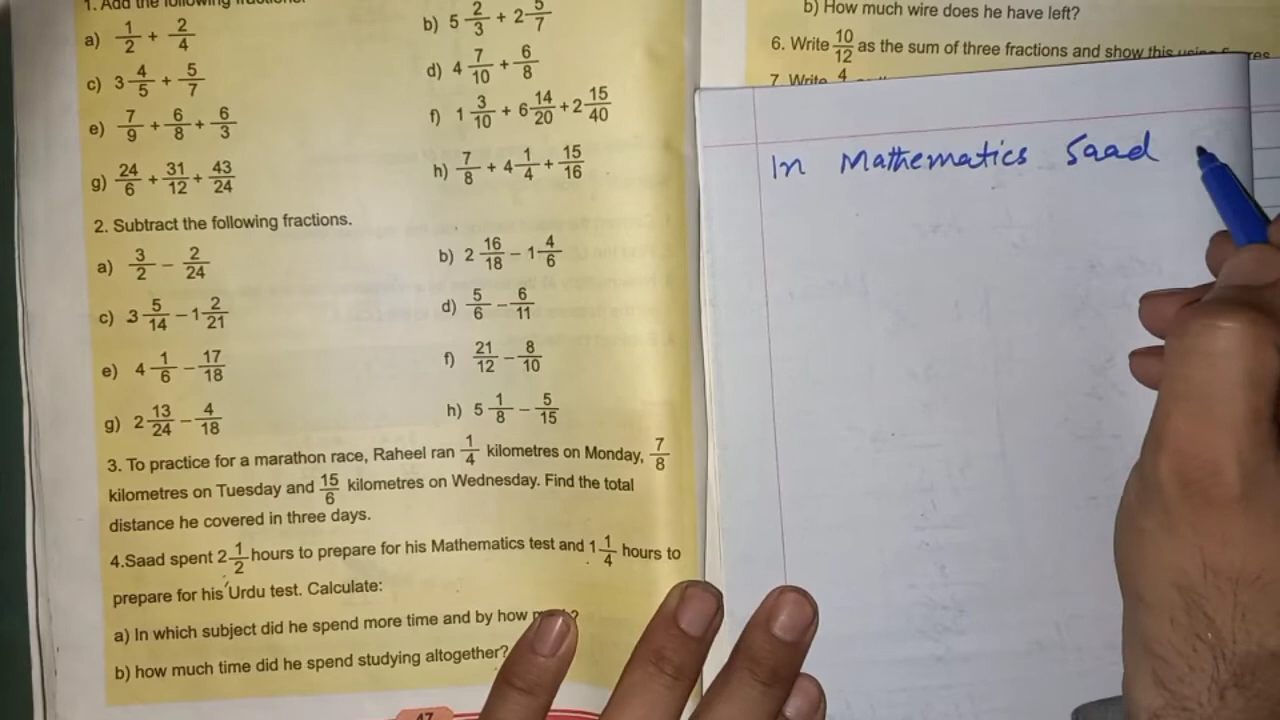 1. Add the following fractions.
a) 1/2 + 2/4
b) 5 2/3 + 2 5/7
c) 3 4/5 + 5/7
d) 4 7/10 + 6/8
e) 7/9 + 6/8 + 6/3
f) 1 3/10 + 6 14/20 + 2 15/40
g) 24/6 + 31/12 + 43/24
h) 7/8 + 4 1/4 + 15/16
2. Subtract the following fractions.
a) 3/2 − 2/24
b) 2 16/18 − 1 4/6
c) 3 5/14 − 1 2/21
d) 5/6 − 6/11
e) 4 1/6 − 17/18
f) 21/12 − 8/10
g) 2 13/24 − 4/18
h) 5 1/8 − 5/15
3. To practice for a marathon race, Raheel ran 1/4 kilometres on Monday, 7/8
kilometres on Tuesday and 15/6 kilometres on Wednesday. Find the total
distance he covered in three days.
4.Saad spent 2 1/2 hours to prepare for his Mathematics test and 1 1/4 hours to
prepare for his Urdu test. Calculate:
a) In which subject did he spend more time and by how
b) how much time did he spend studying altogether?
47
b) How much wire does he have left?
6. Write 10/12 as the sum of three fractions and show this
7. Write 4
In Mathematics Saad